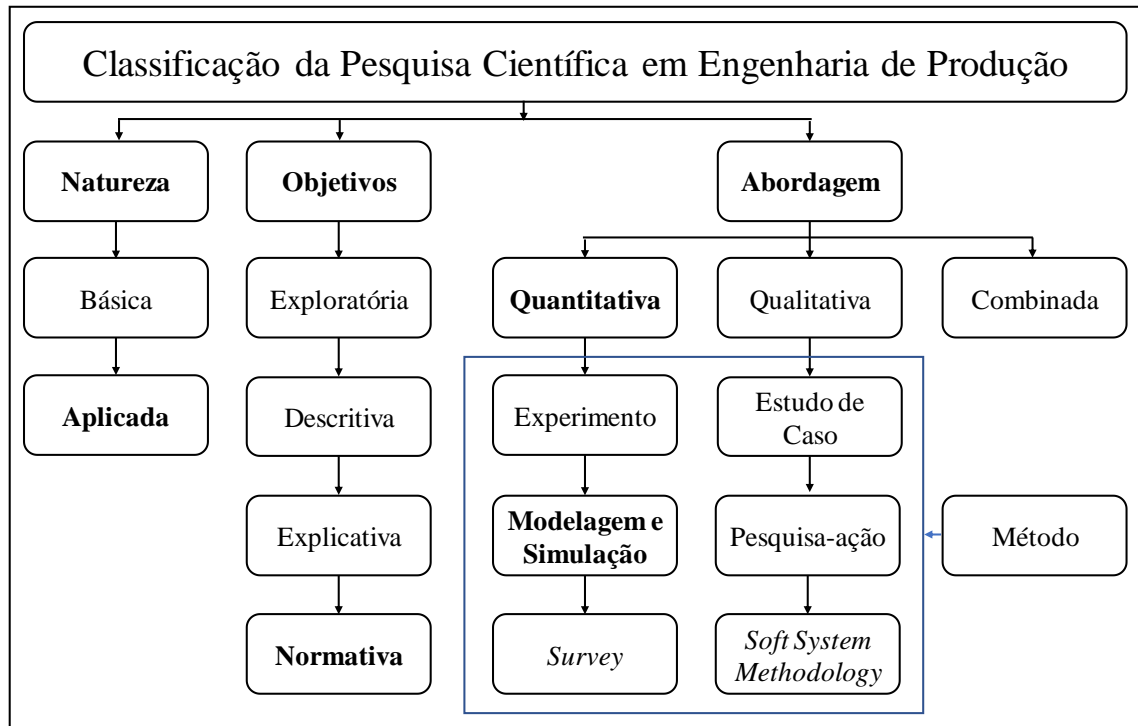 Classificação da Pesquisa Científica em Engenharia de Produção
Natureza
Objetivos
Abordagem
Básica
Exploratória
Quantitativa
Qualitativa
Combinada
Aplicada
Descritiva
Experimento
Estudo de
Caso
Explicativa
Modelagem e
Simulação
Pesquisa-ação
Método
Normativa
Survey
Soft System
Methodology